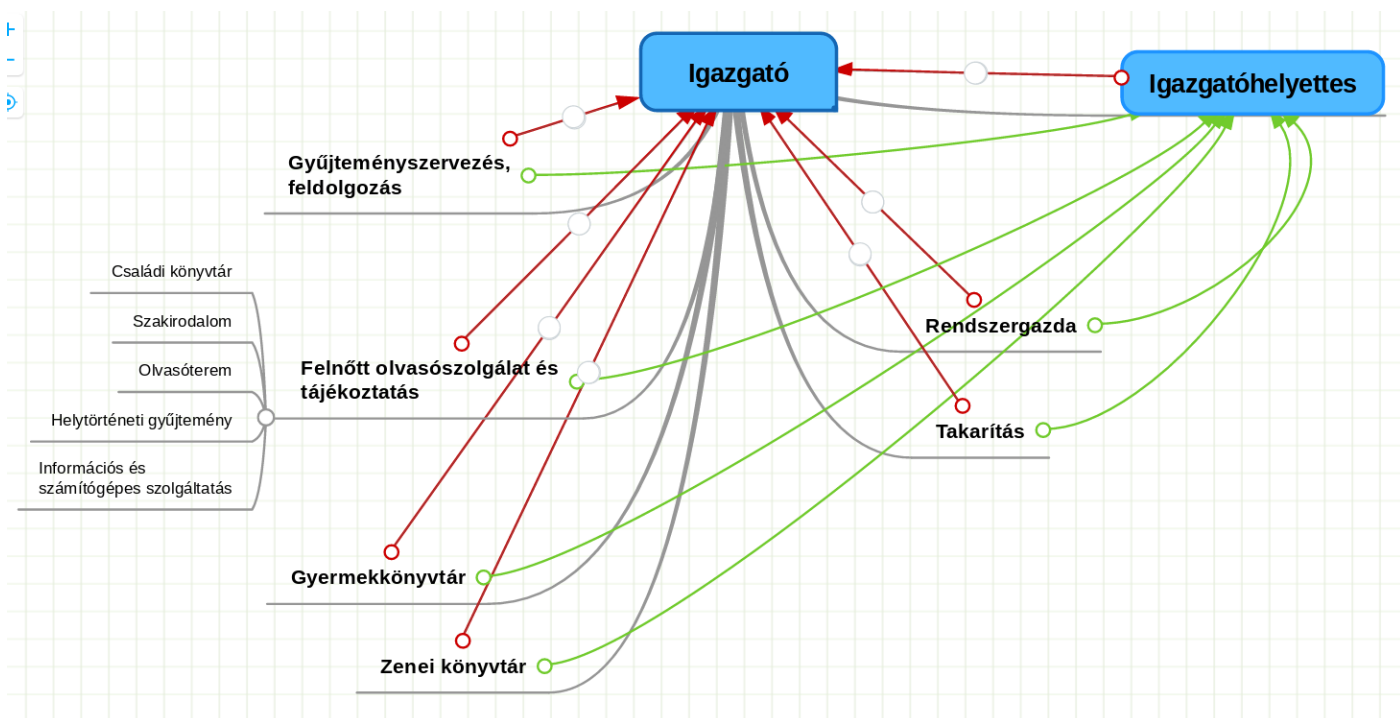 Igazgató
Igazgatóhelyettes
Gyűjteményszervezés,
feldolgozás
Családi könyvtár
Szakirodalom
Olvasóterem
Helytörténeti gyűjtemény
Információs és
számítógépes szolgáltatás
Felnőtt olvasószolgálat és
tájékoztatás
Rendszergazda
Takarítás
Gyermekkönyvtár
Zenei könyvtár